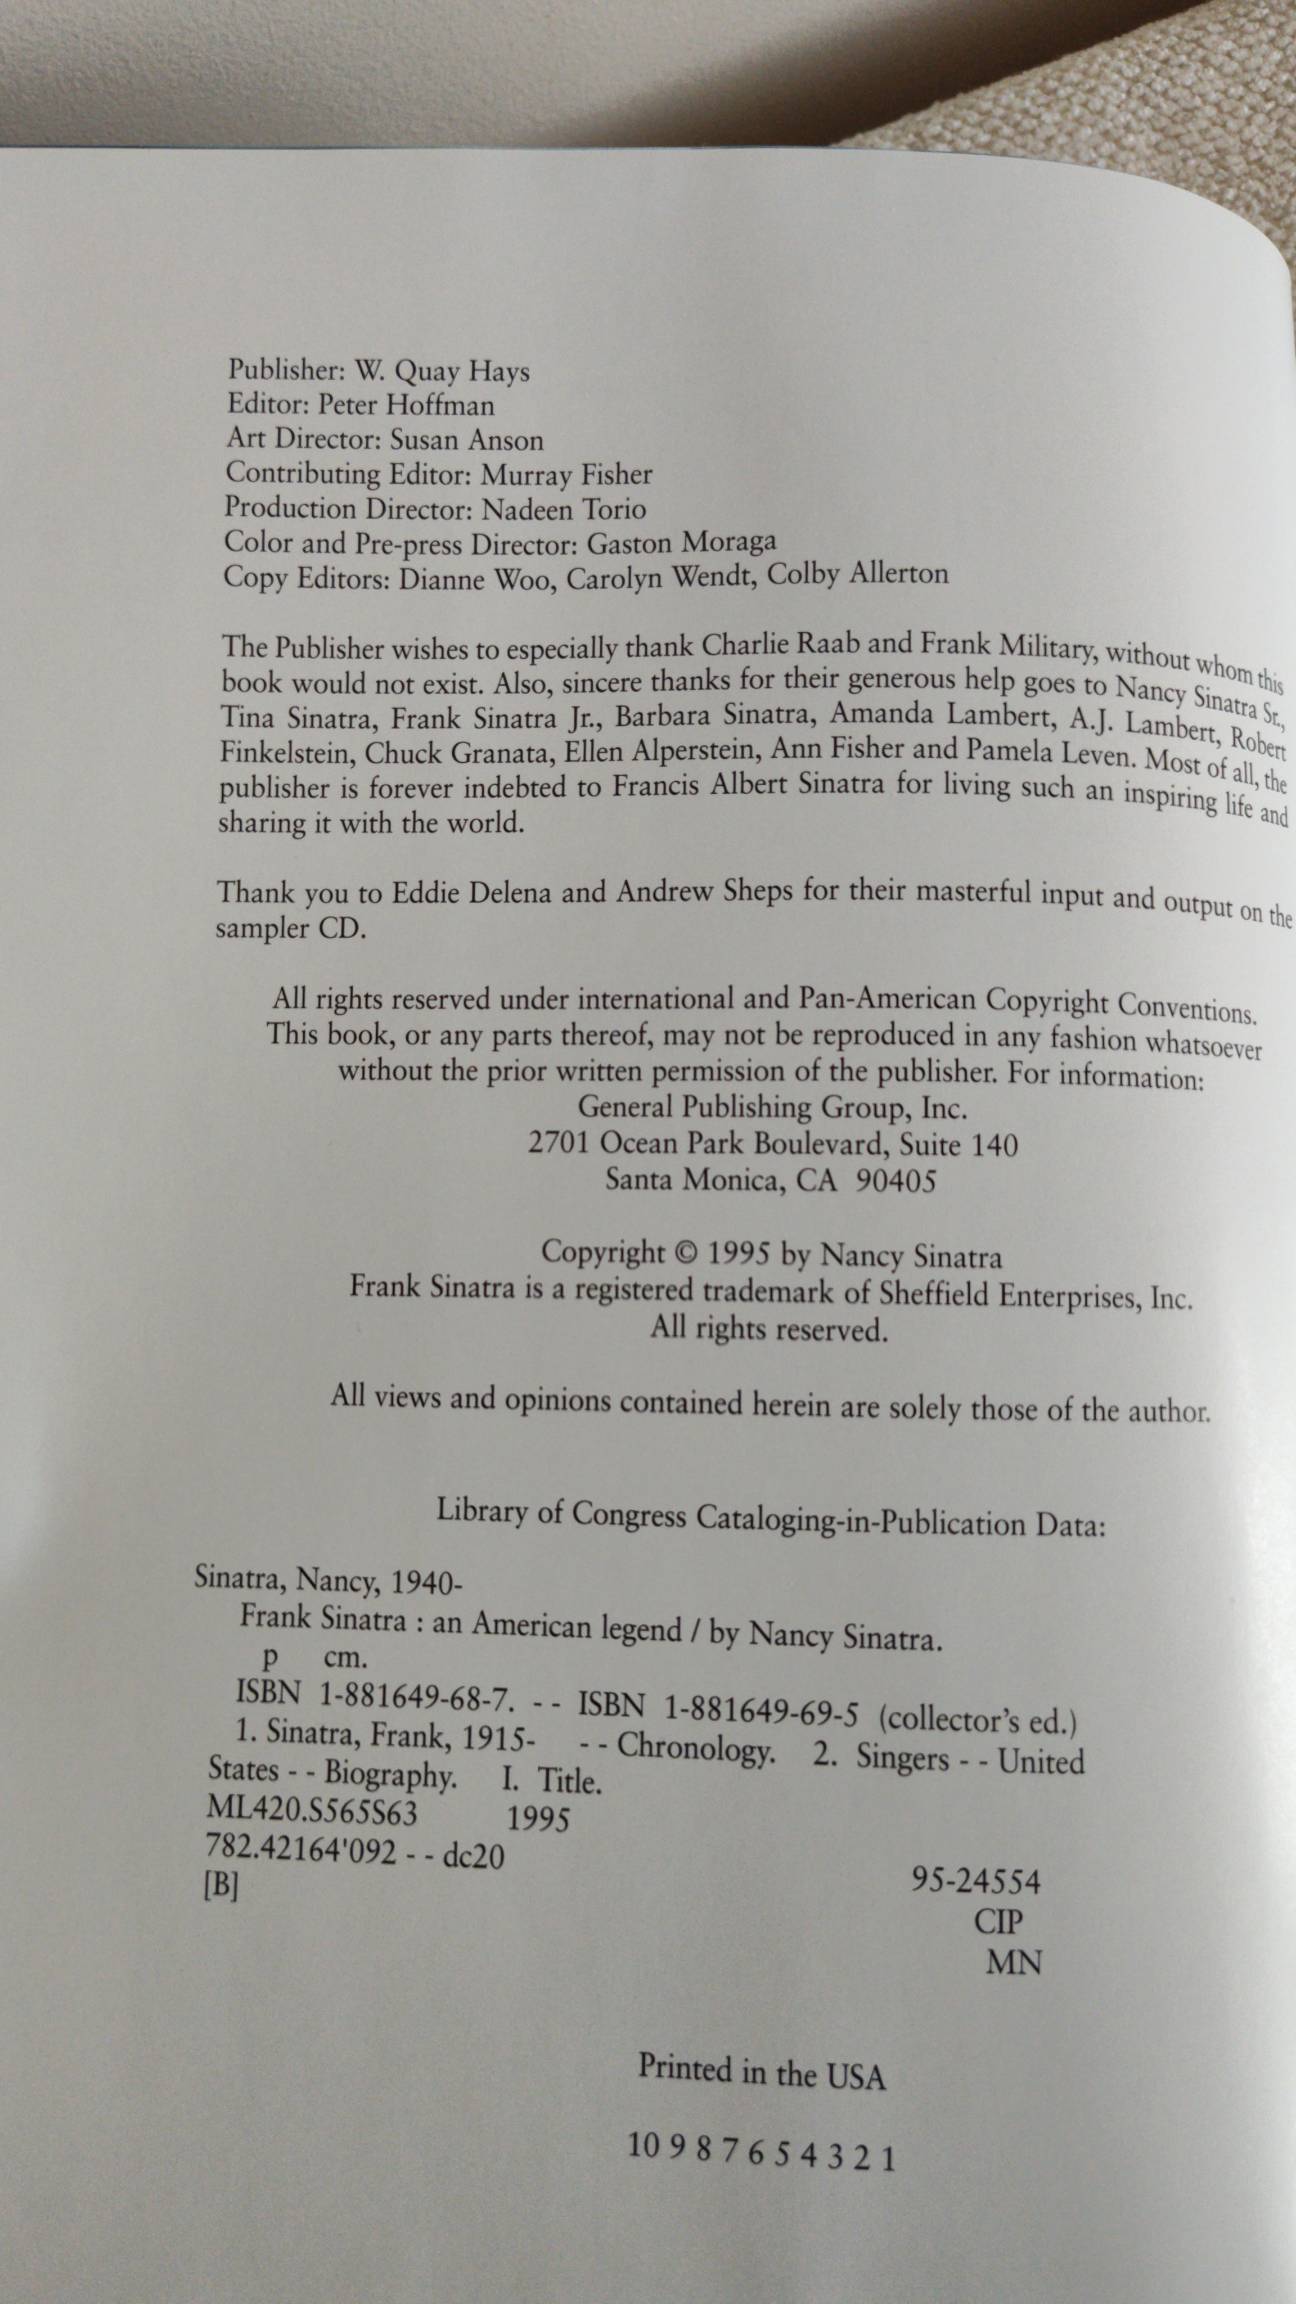 Publisher: W. Quay Hays
Editor: Peter Hoffman
Art Director: Susan Anson
Contributing Editor: Murray Fisher
Production Director: Nadeen Torio
Color and Pre-press Director: Gaston Moraga
Copy Editors: Dianne Woo, Carolyn Wendt, Colby Allerton
The Publisher wishes to especially thank Charlie Raab and Frank Military, without whom this
book would not exist. Also, sincere thanks for their generous help goes to Nancy Sinatra Sr.,
Tina Sinatra, Frank Sinatra Jr., Barbara Sinatra, Amanda Lambert, A.J. Lambert, Robert
Finkelstein, Chuck Granata, Ellen Alperstein, Ann Fisher and Pamela Leven. Most of all, the
publisher is forever indebted to Francis Albert Sinatra for living such an inspiring life and
sharing it with the world.
Thank you to Eddie Delena and Andrew Sheps for their masterful input and output on the
sampler CD.
All rights reserved under international and Pan-American Copyright Conventions.
This book, or any parts thereof, may not be reproduced in any fashion whatsoever
without the prior written permission of the publisher. For information:
General Publishing Group, Inc.
2701 Ocean Park Boulevard, Suite 140
Santa Monica, CA 90405
Copyright © 1995 by Nancy Sinatra
Frank Sinatra is a registered trademark of Sheffield Enterprises, Inc.
All rights reserved.
All views and opinions contained herein are solely those of the author.
Library of Congress Cataloging-in-Publication Data:
Sinatra, Nancy, 1940-
Frank Sinatra : an American legend / by Nancy Sinatra.
p cm.
ISBN 1-881649-68-7. - - ISBN 1-881649-69-5 (collector's ed.)
1. Sinatra, Frank, 1915- - - Chronology. 2. Singers - - United
States - - Biography. I. Title.
ML420.S565S63 1995
782.42164'092 - - dc20
[B]
95-24554
CIP
MN
Printed in the USA
10 9 8 7 6 5 4 3 2 1